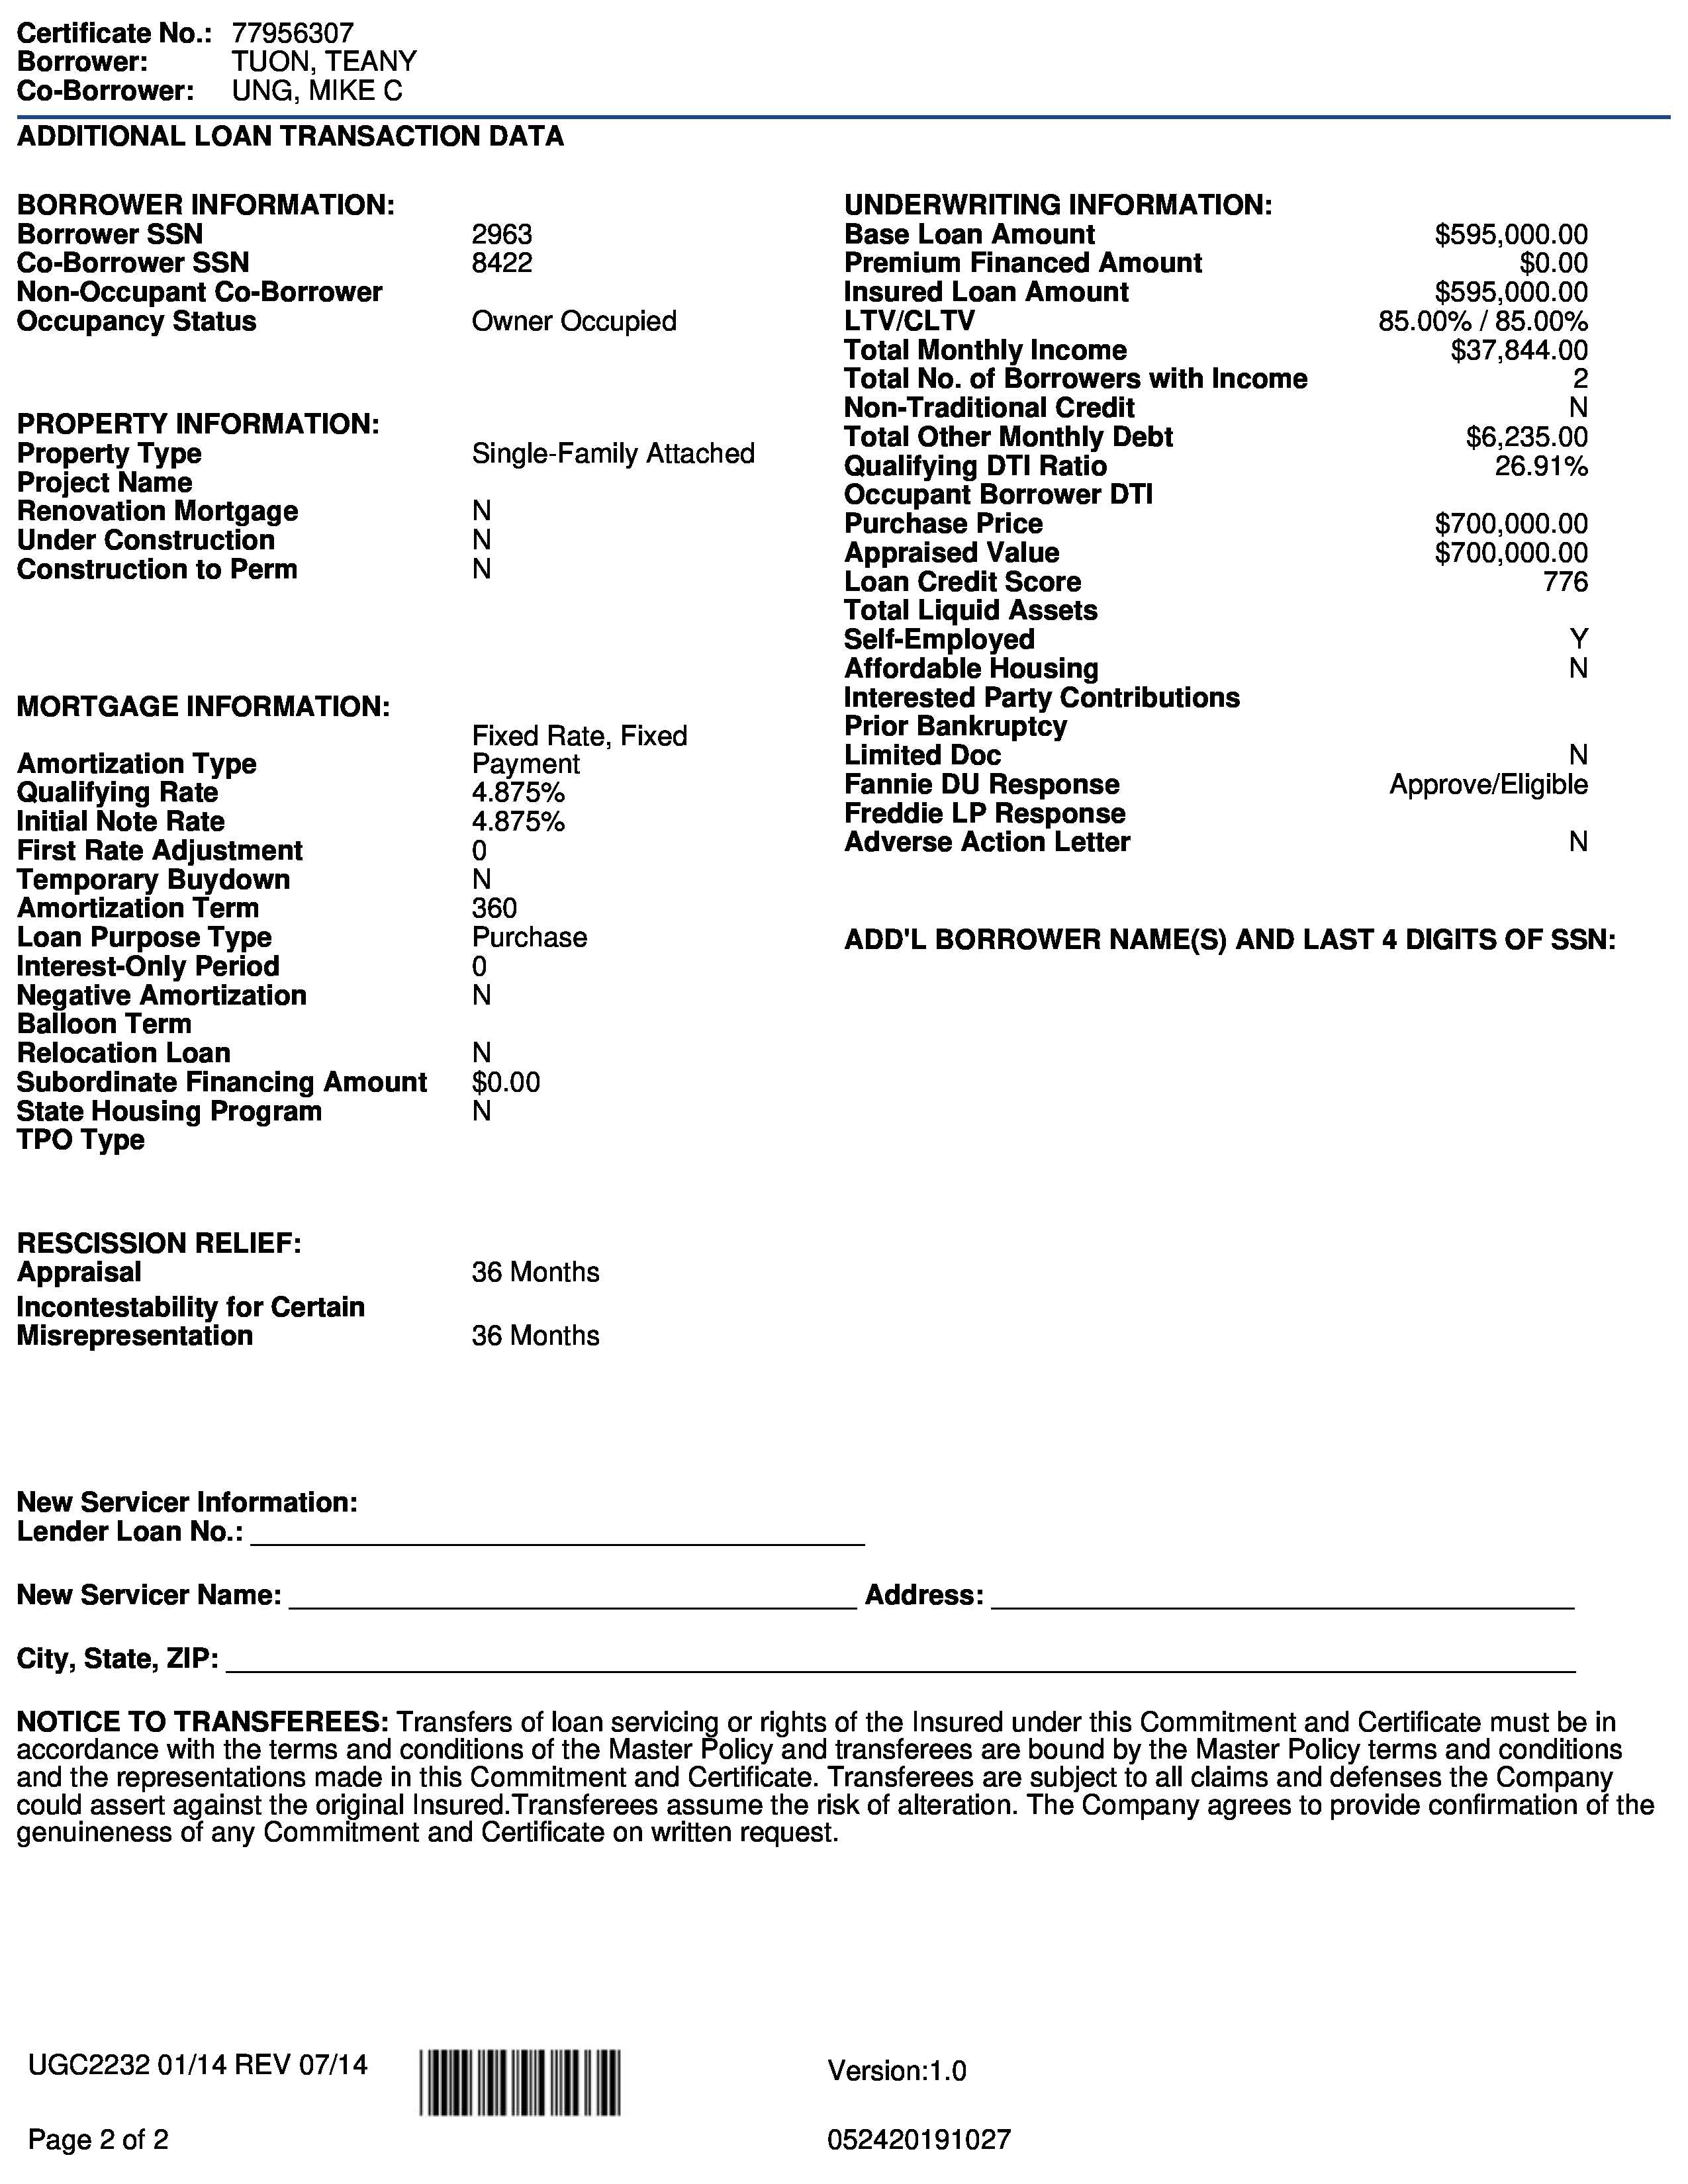 Certificate No.: 77956307
Borrower: TUON, TEANY
Co-Borrower: UNG, MIKE C
ADDITIONAL LOAN TRANSACTION DATA
BORROWER INFORMATION:
Borrower SSN 2963
Co-Borrower SSN 8422
Non-Occupant Co-Borrower
Occupancy Status Owner Occupied
PROPERTY INFORMATION:
Property Type Single-Family Attached
Project Name
Renovation Mortgage N
Under Construction N
Construction to Perm N
MORTGAGE INFORMATION:
Fixed Rate, Fixed
Amortization Type Payment
Qualifying Rate 4.875%
Initial Note Rate 4.875%
First Rate Adjustment 0
Temporary Buydown N
Amortization Term 360
Loan Purpose Type Purchase
Interest-Only Period 0
Negative Amortization N
Balloon Term
Relocation Loan N
Subordinate Financing Amount $0.00
State Housing Program N
TPO Type
RESCISSION RELIEF:
Appraisal 36 Months
Incontestability for Certain
Misrepresentation 36 Months
UNDERWRITING INFORMATION:
Base Loan Amount $595,000.00
Premium Financed Amount $0.00
Insured Loan Amount $595,000.00
LTV/CLTV 85.00% / 85.00%
Total Monthly Income $37,844.00
Total No. of Borrowers with Income 2
Non-Traditional Credit N
Total Other Monthly Debt $6,235.00
Qualifying DTI Ratio 26.91%
Occupant Borrower DTI
Purchase Price $700,000.00
Appraised Value $700,000.00
Loan Credit Score 776
Total Liquid Assets
Self-Employed Y
Affordable Housing N
Interested Party Contributions
Prior Bankruptcy
Limited Doc N
Fannie DU Response Approve/Eligible
Freddie LP Response
Adverse Action Letter N
ADD'L BORROWER NAME(S) AND LAST 4 DIGITS OF SSN:
New Servicer Information:
Lender Loan No.:
New Servicer Name: Address:
City, State, ZIP:
NOTICE TO TRANSFEREES: Transfers of loan servicing or rights of the Insured under this Commitment and Certificate must be in
accordance with the terms and conditions of the Master Policy and transferees are bound by the Master Policy terms and conditions
and the representations made in this Commitment and Certificate. Transferees are subject to all claims and defenses the Company
could assert against the original Insured.Transferees assume the risk of alteration. The Company agrees to provide confirmation of the
genuineness of any Commitment and Certificate on written request.
UGC2232 01/14 REV 07/14 Version:1.0
Page 2 of 2 052420191027